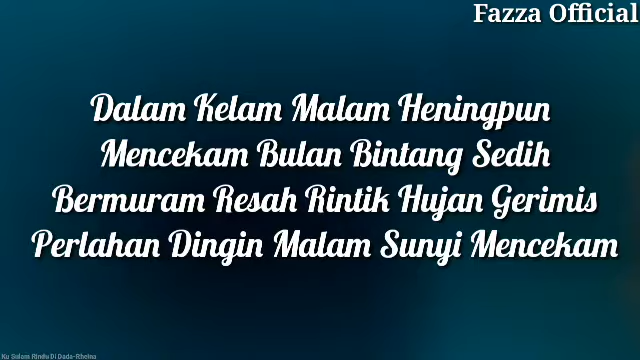 Fazza Official
Dalam Kelam Malam Heningpun
Mencekam Bulan Bintang Sedih
Bermuram Resah Rintik Hujan Gerimis
Perlahan Dingin Malam Sunyi Mencekam
Ku Sulam Rindu Di Dada-Rheina